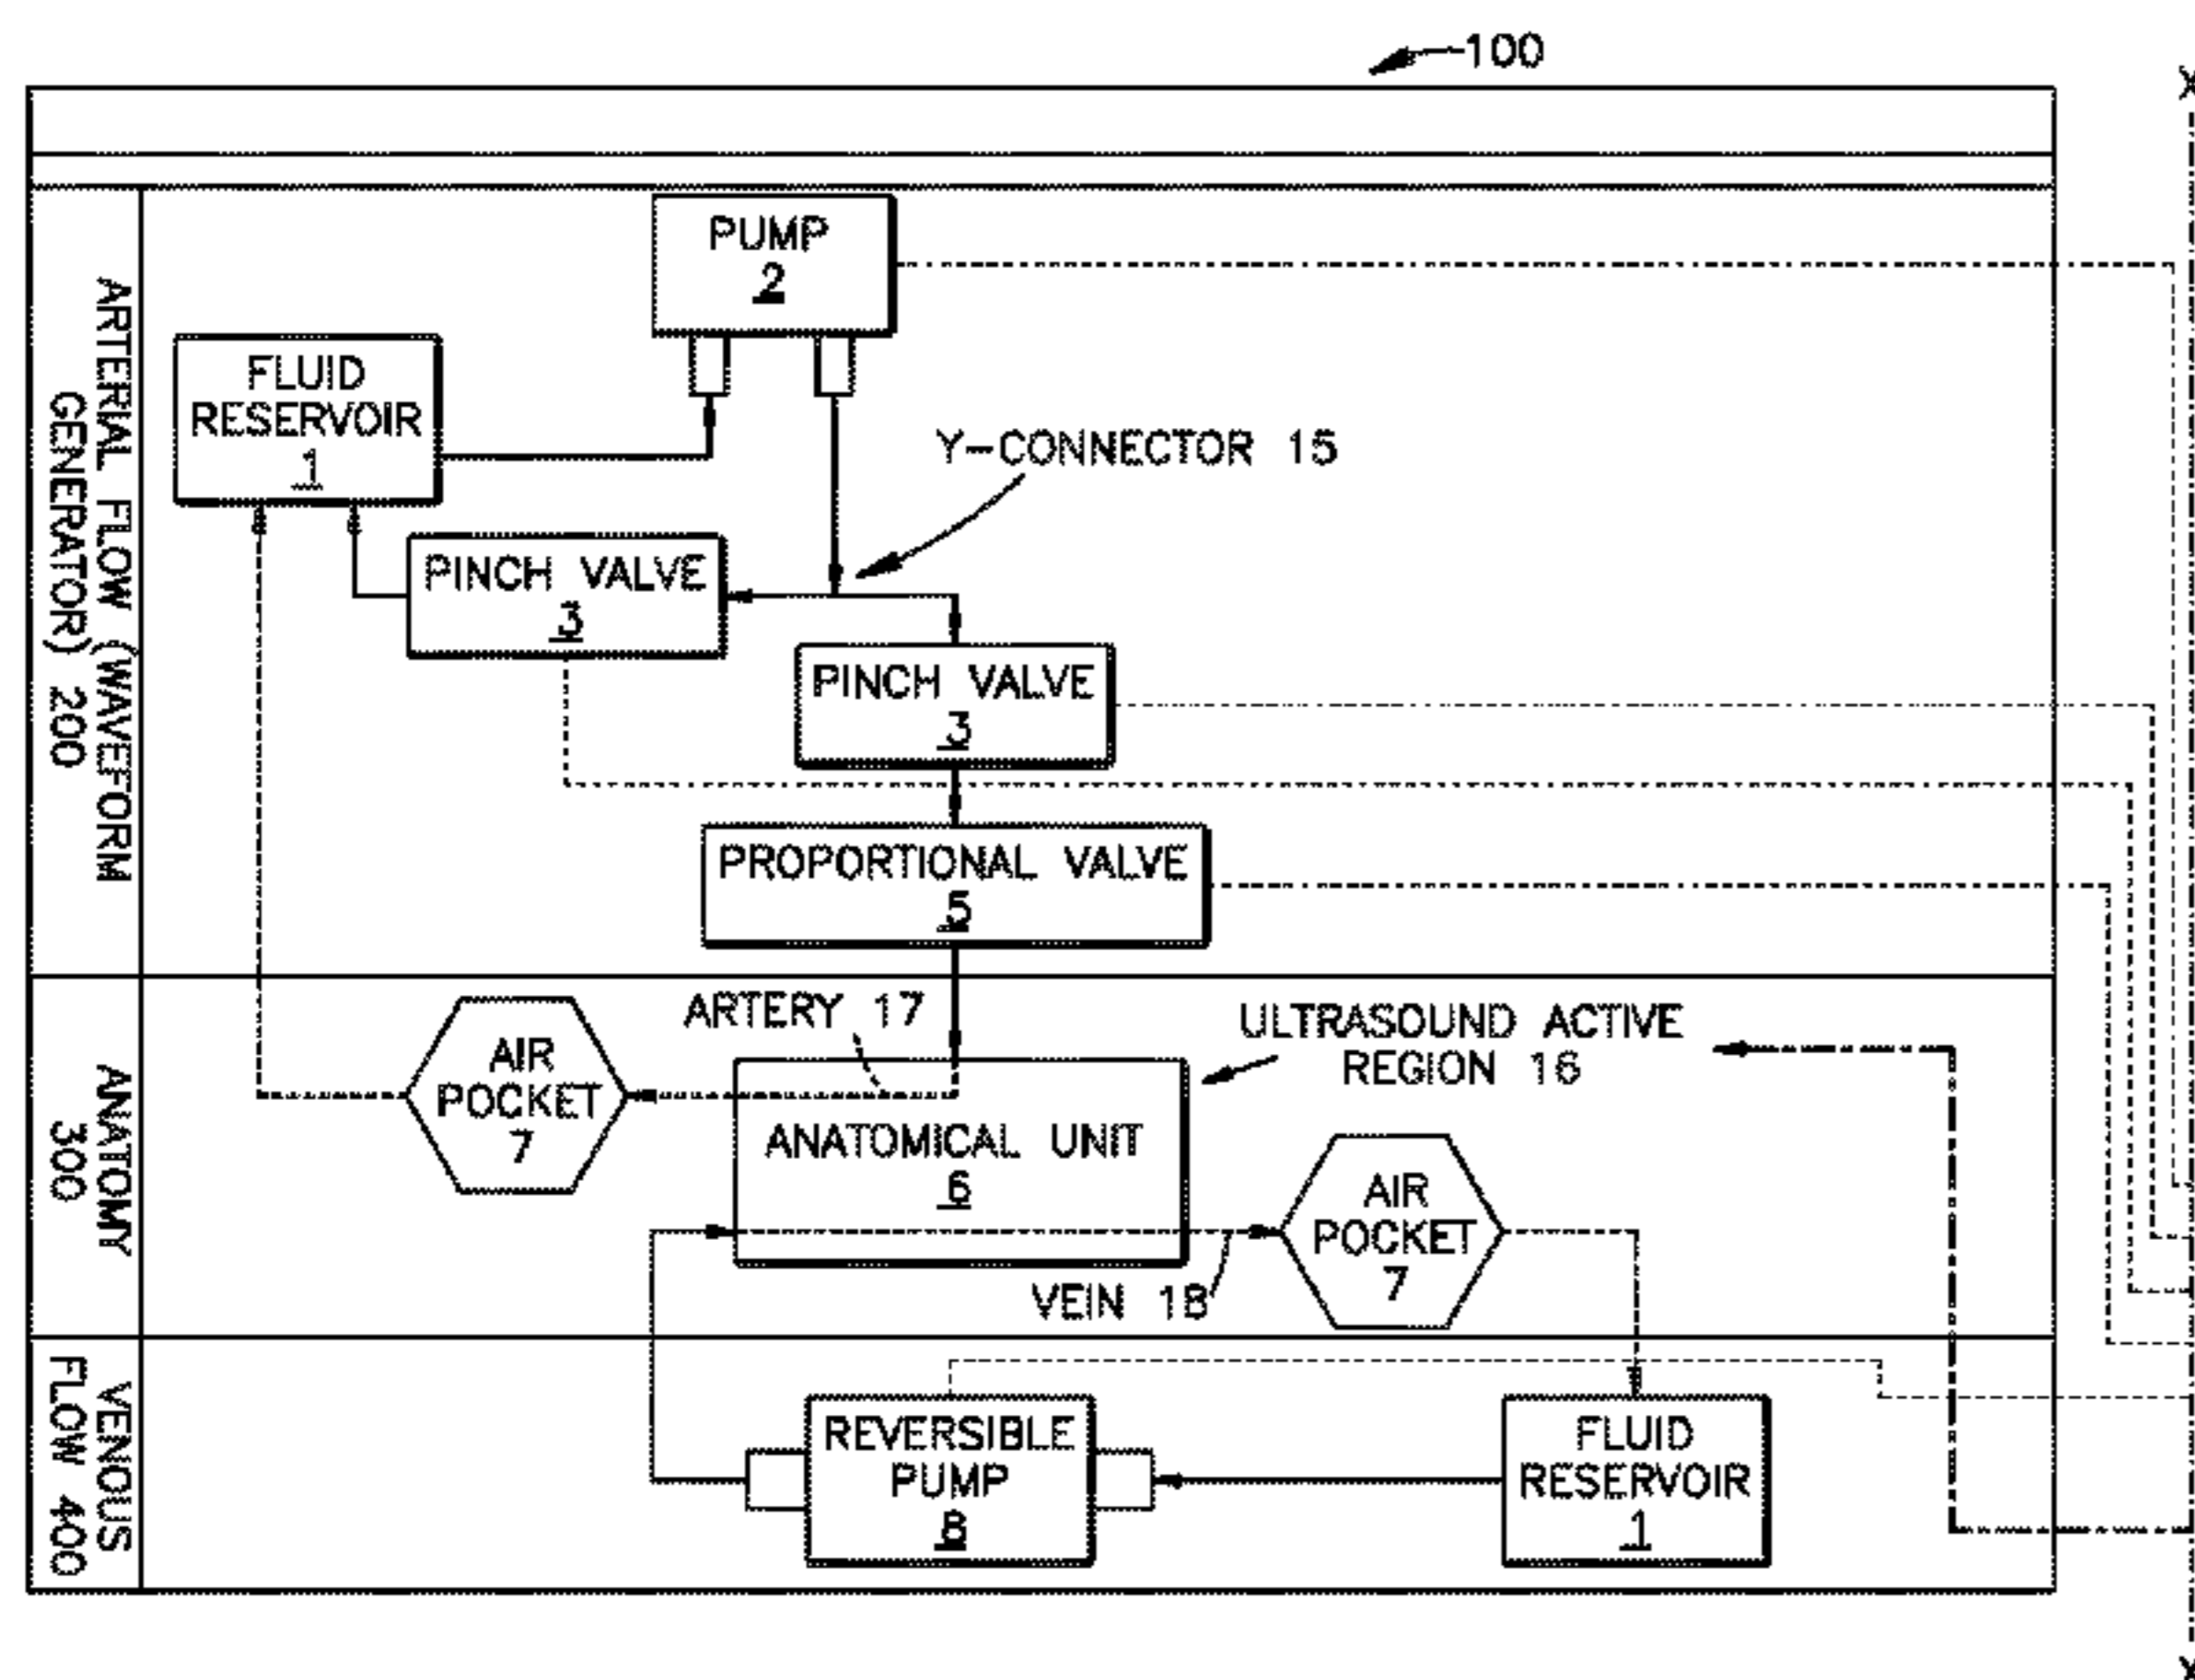 100
X
PUMP
2
FLUID
RESERVOIR
1
Y-CONNECTOR 15
PINCH VALVE
3
PINCH VALVE
3
PROPORTIONAL VALVE
5
ARTERIAL FLOW (WAVEFORM
GENERATOR) 200
ARTERY 17
ULTRASOUND ACTIVE
REGION 16
AIR
POCKET
7
ANATOMICAL UNIT
6
AIR
POCKET
7
VEIN 18
ANATOMY
300
REVERSIBLE
PUMP
8
FLUID
RESERVOIR
1
VENOUS
FLOW 400
X